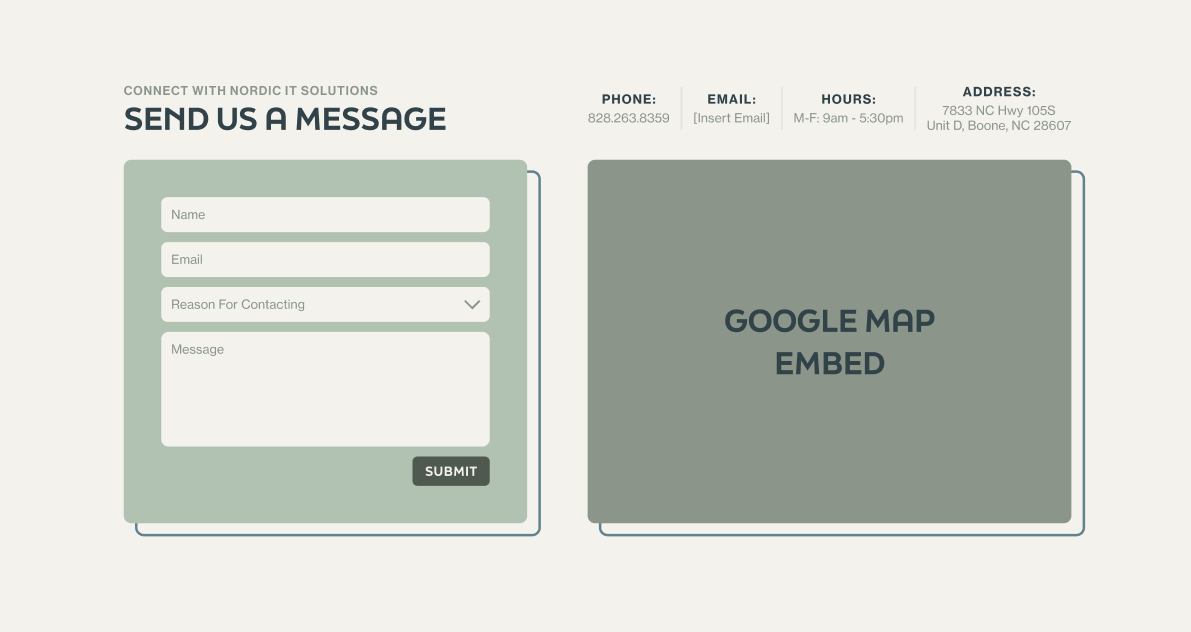 CONNECT WITH NORDIC IT SOLUTIONS
SEND US A MESSAGE
PHONE:
828.263.8359
EMAIL:
[Insert Email]
HOURS:
M-F: 9am - 5:30pm
ADDRESS:
7833 NC Hwy 105S
Unit D, Boone, NC 28607
Name
Email
Reason For Contacting
Message
SUBMIT
GOOGLE MAP
EMBED